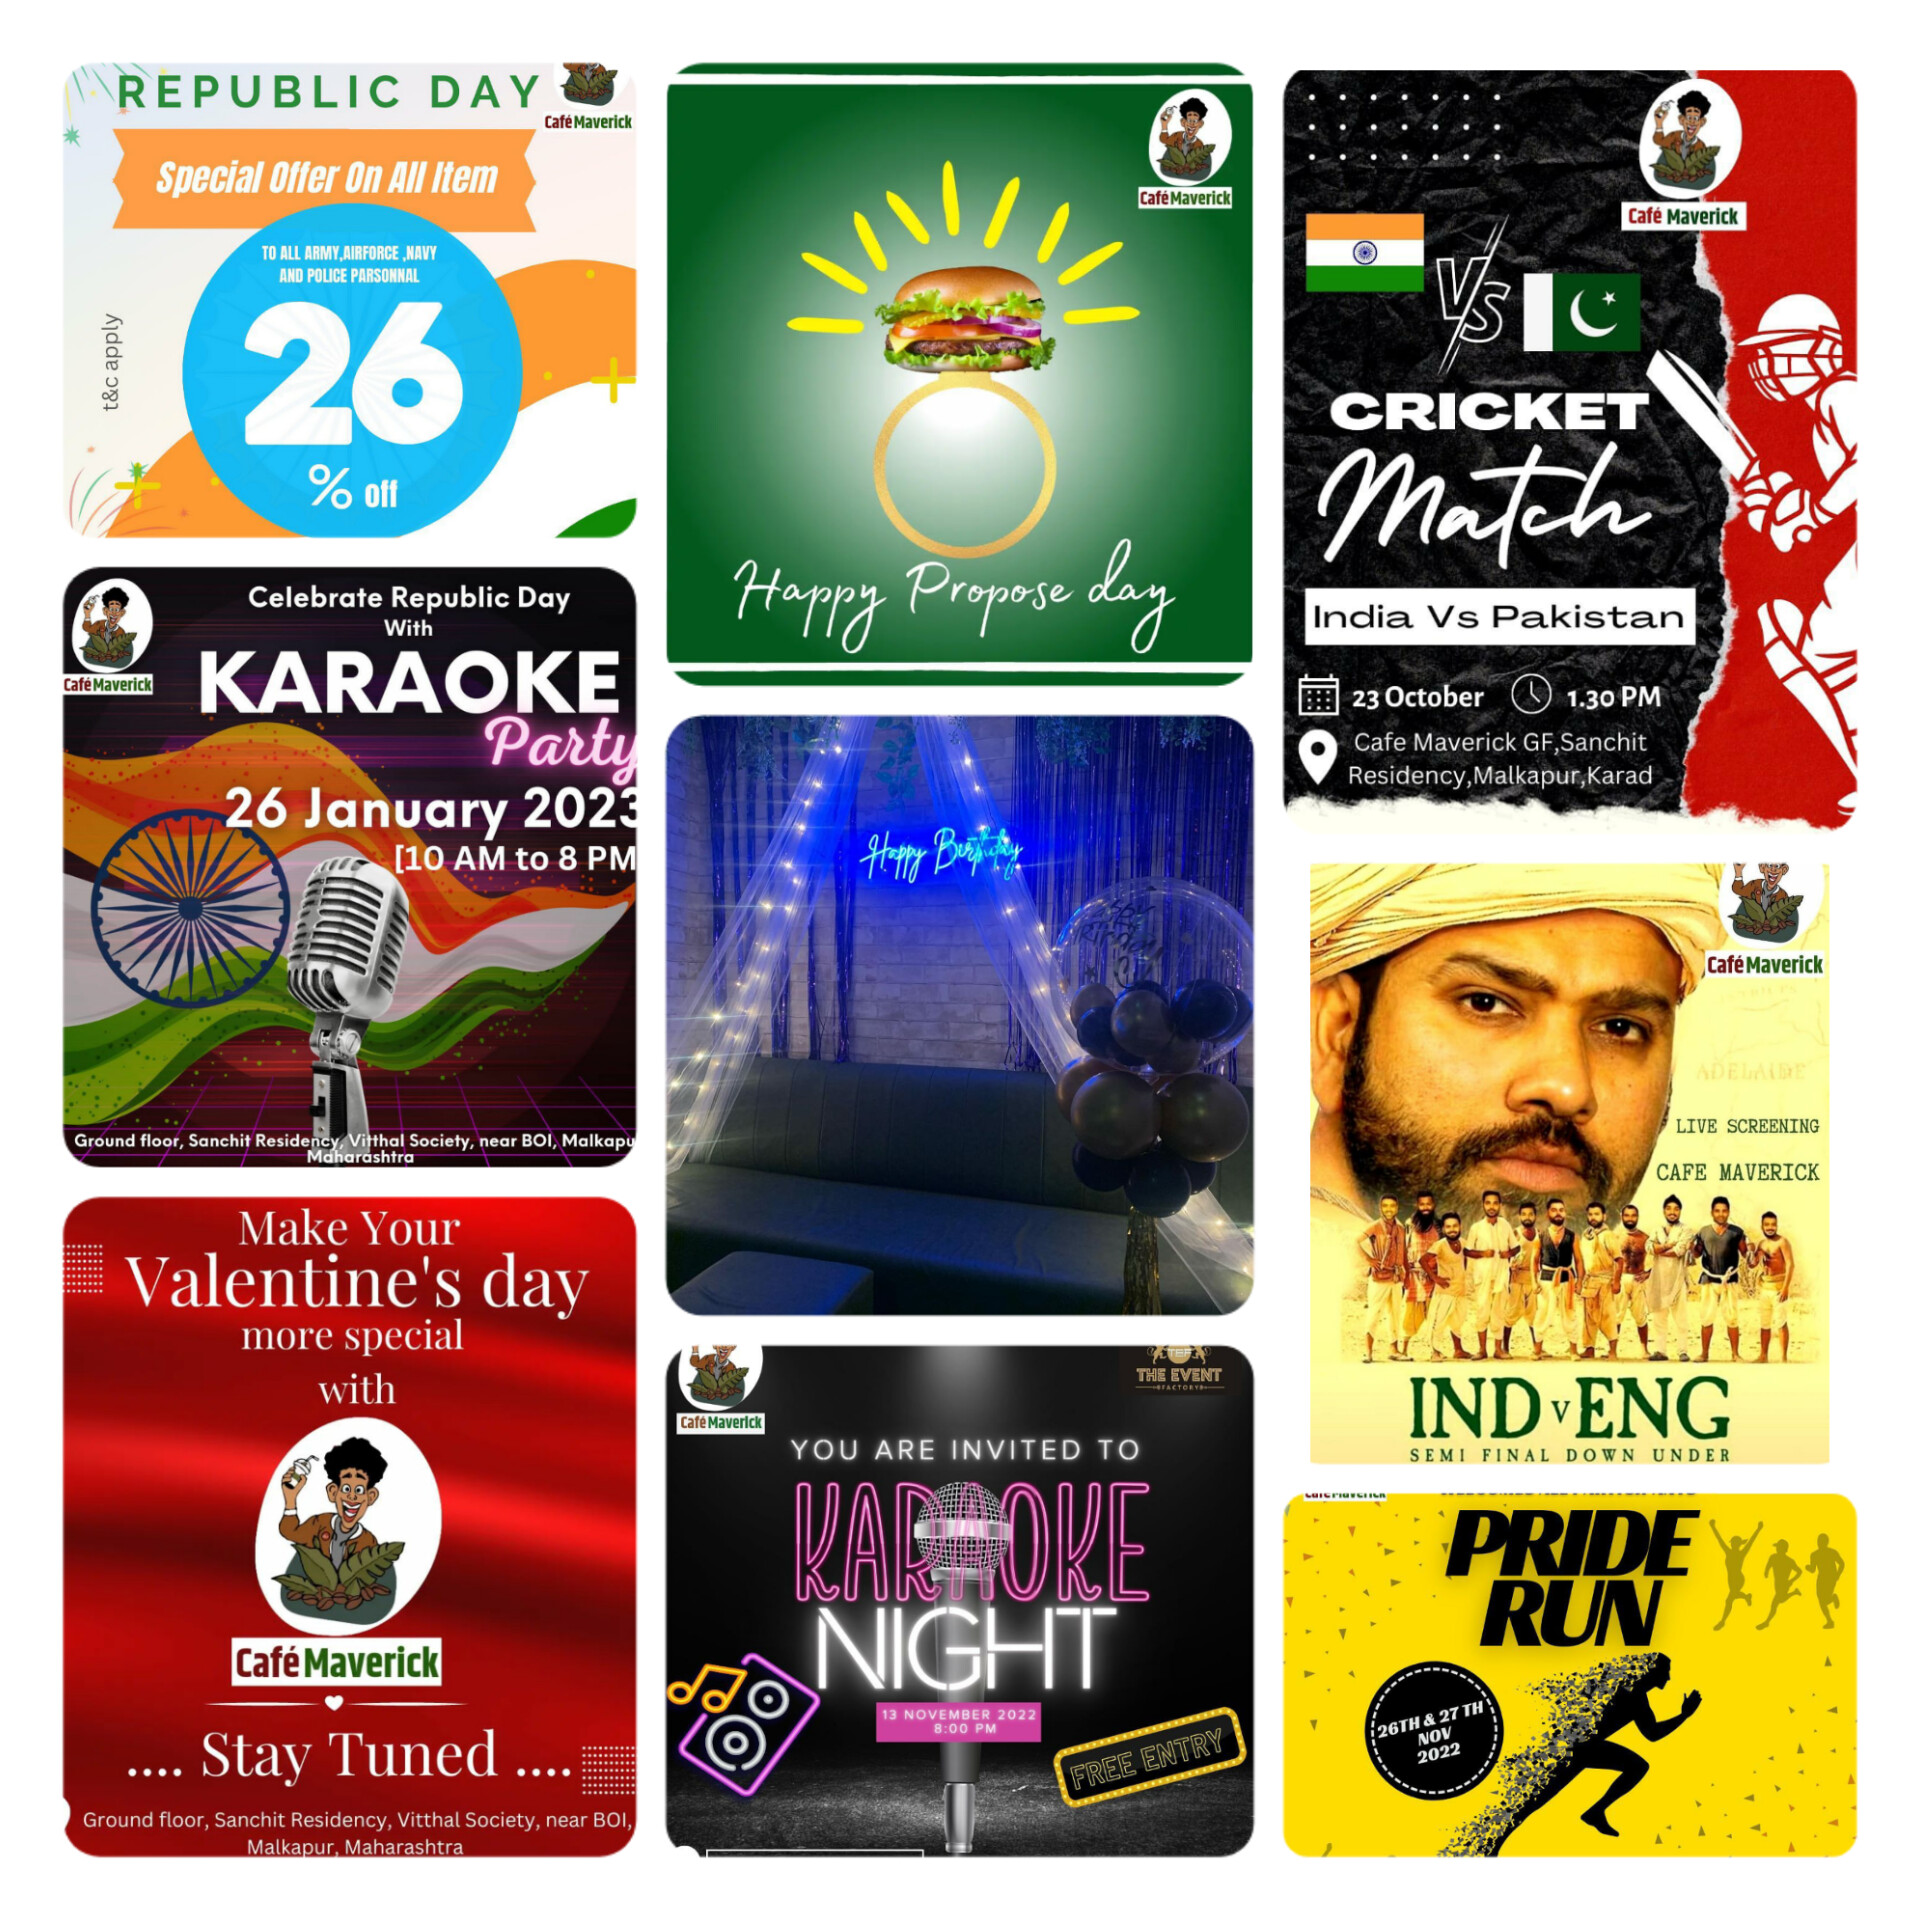 REPUBLIC DAY
Café Maverick
Special Offer On All Item
TO ALL ARMY,AIRFORCE ,NAVY
AND POLICE PARSONNAL
26
% off
t&c apply
Café Maverick
Celebrate Republic Day
With
KARAOKE
Party
26 January 2023
[10 AM to 8 PM
Ground floor, Sanchit Residency, Vitthal Society, near BOI, Malkapu
Maharashtra
Make Your
Valentine's day
more special
with
Café Maverick
.... Stay Tuned ....
Ground floor, Sanchit Residency, Vitthal Society, near BOI,
Malkapur, Maharashtra
Café Maverick
Happy Propose day
Happy Birthday
Café Maverick
THE EVENT
FACTORY
YOU ARE INVITED TO
KARAOKE
NIGHT
13 NOVEMBER 2022
8:00 PM
FREE ENTRY
Café Maverick
VS
CRICKET
Match
India Vs Pakistan
23 October
1.30 PM
Cafe Maverick GF,Sanchit
Residency,Malkapur,Karad
Café Maverick
ADELAIDE
LIVE SCREENING
CAFE MAVERICK
IND v ENG
SEMI FINAL DOWN UNDER
Café Maverick
PRIDE
RUN
26TH & 27 TH
NOV
2022